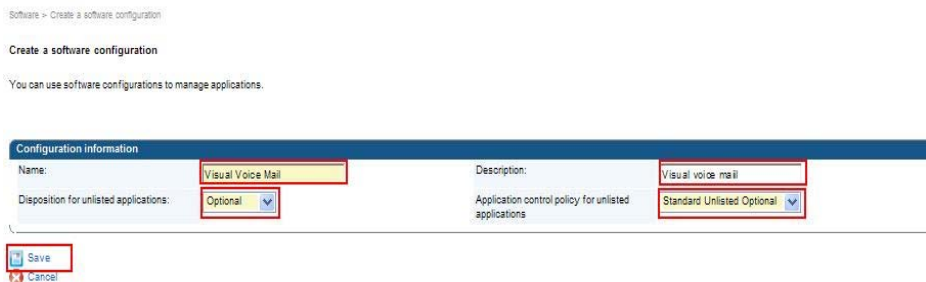 Software > Create a software configuration
Create a software configuration
You can use software configurations to manage applications.
Configuration information
Name: Visual Voice Mail Description: Visual voice mail
Disposition for unlisted applications: Optional Application control policy for unlisted applications Standard Unlisted Optional
Save
Cancel